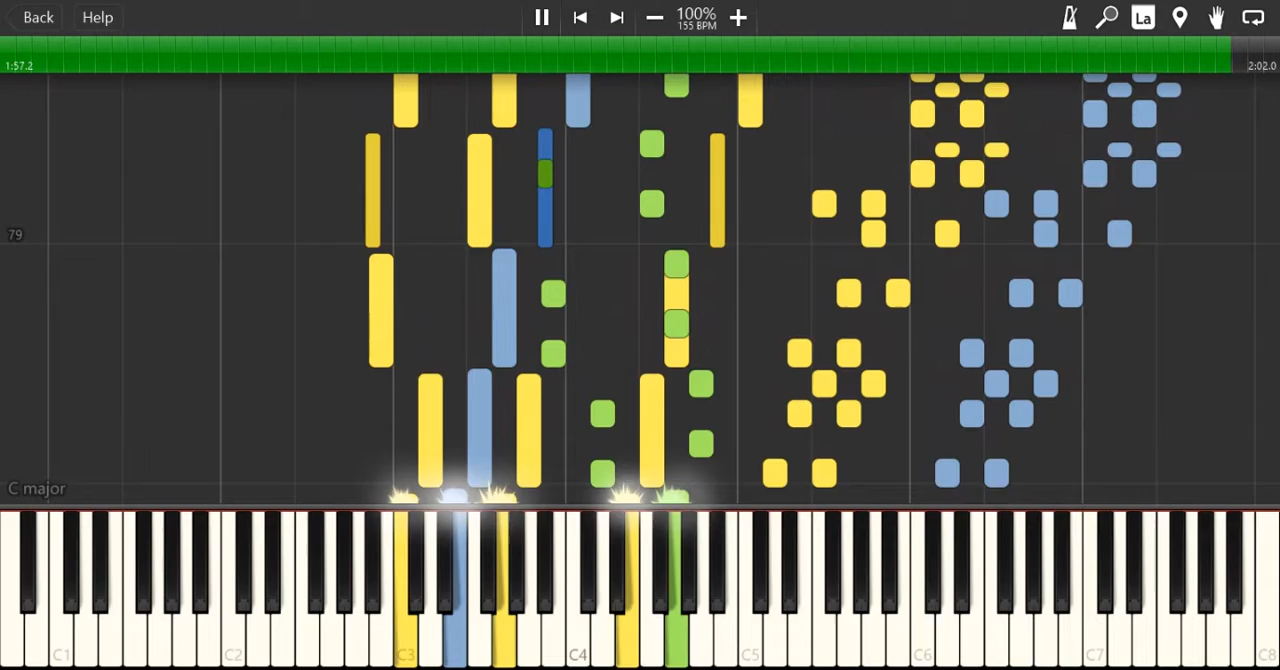 Back
Help
100%
155 BPM
La
1:57.2
2:02.0
79
C major
C1
C2
C3
C4
C5
C6
C7
C8